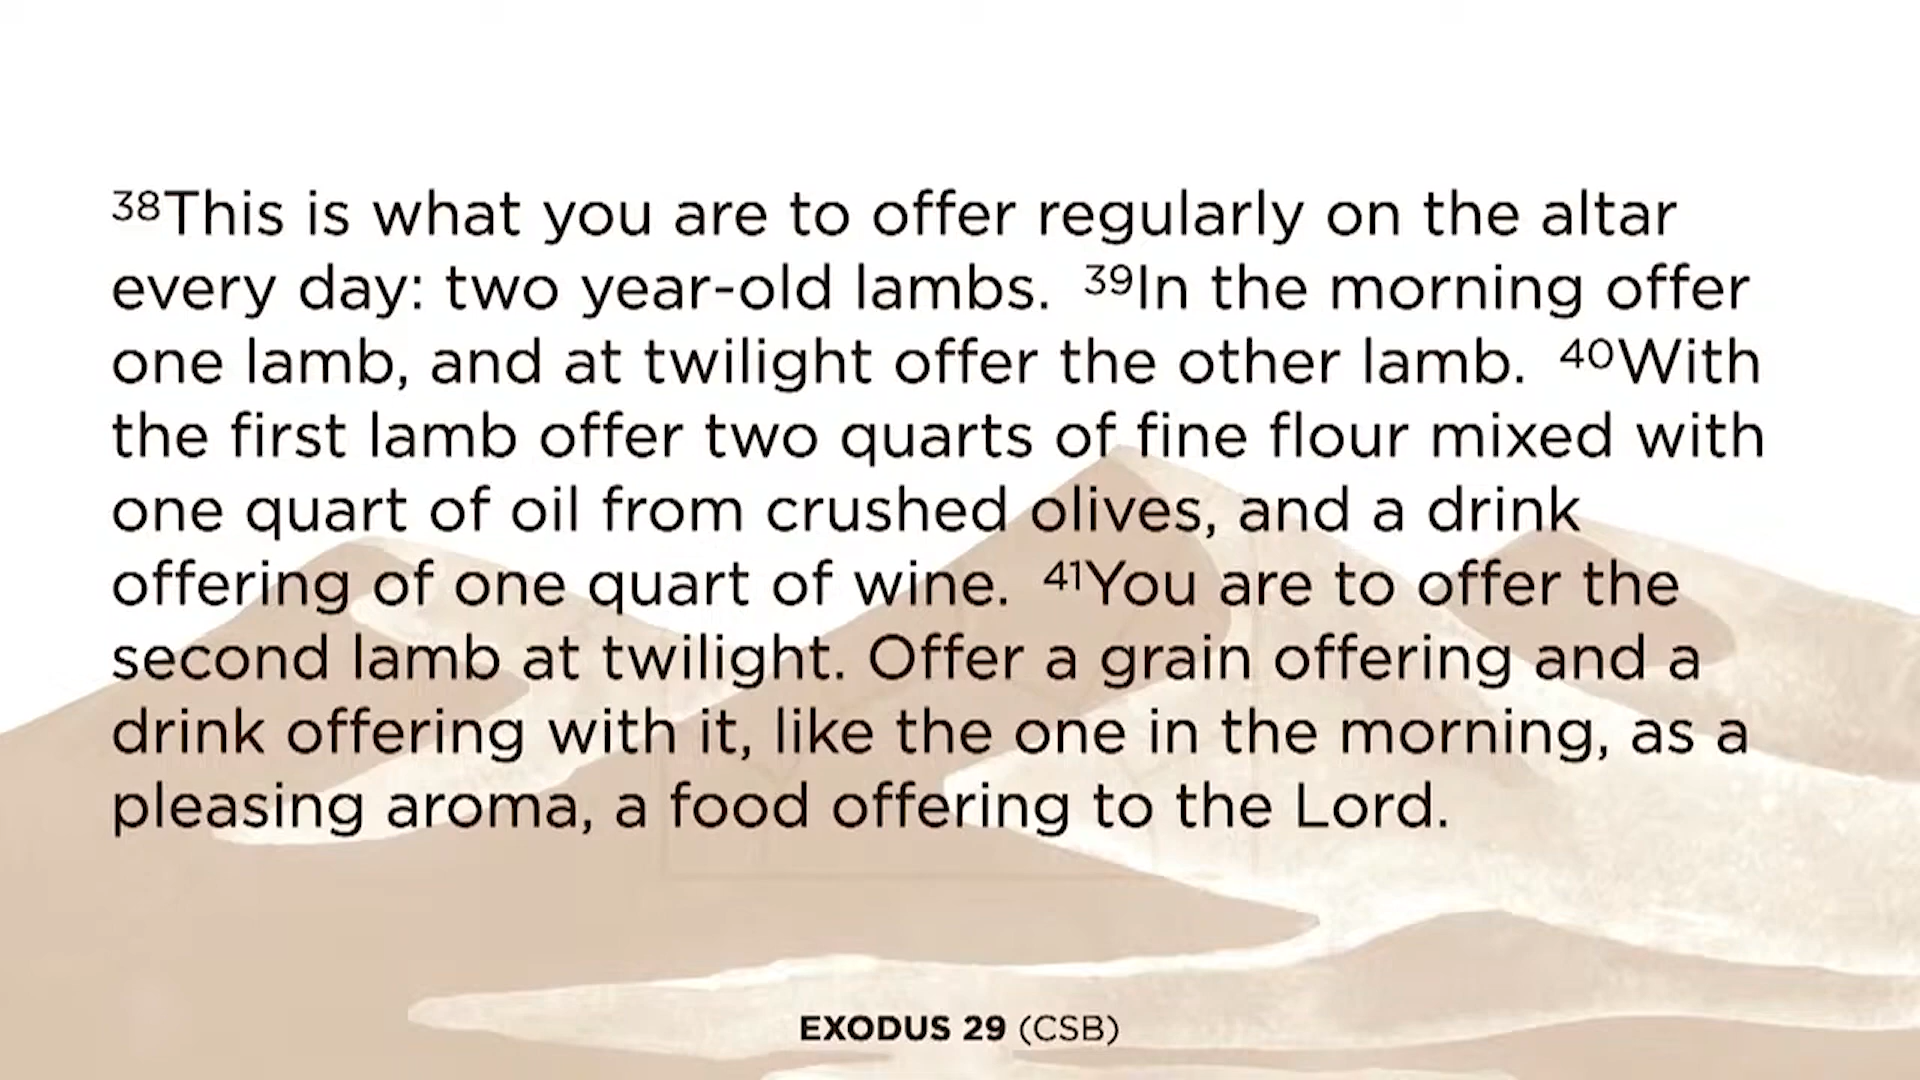 38This is what you are to offer regularly on the altar
every day: two year-old lambs. 39In the morning offer
one lamb, and at twilight offer the other lamb. 40With
the first lamb offer two quarts of fine flour mixed with
one quart of oil from crushed olives, and a drink
offering of one quart of wine. 41You are to offer the
second lamb at twilight. Offer a grain offering and a
drink offering with it, like the one in the morning, as a
pleasing aroma, a food offering to the Lord.
EXODUS 29 (CSB)